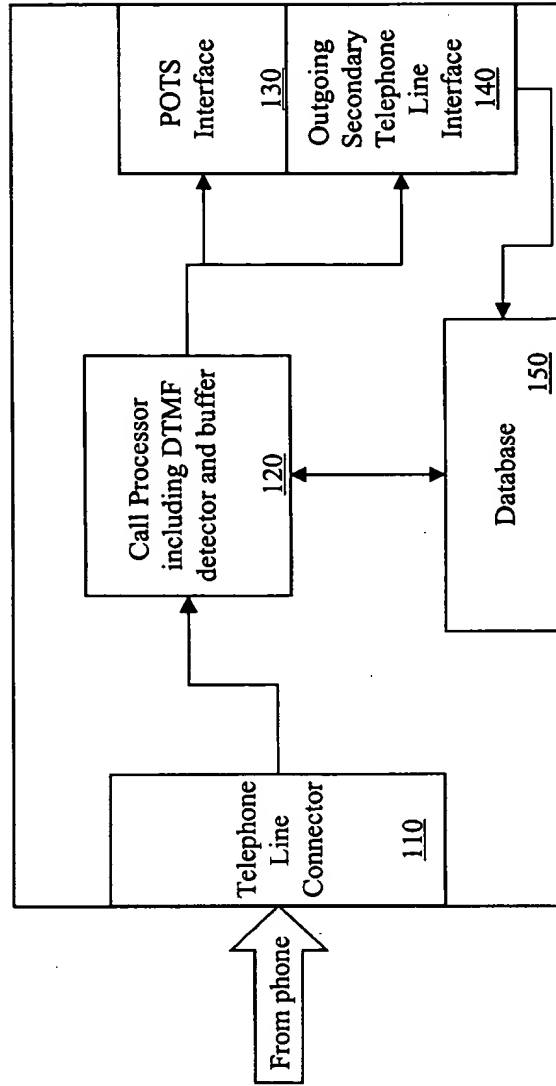 From phone
Telephone
Line
Connector
110
Call Processor
including DTMF
detector and buffer
120
POTS
Interface
130
Outgoing
Secondary
Telephone
Line
Interface
140
Database
150